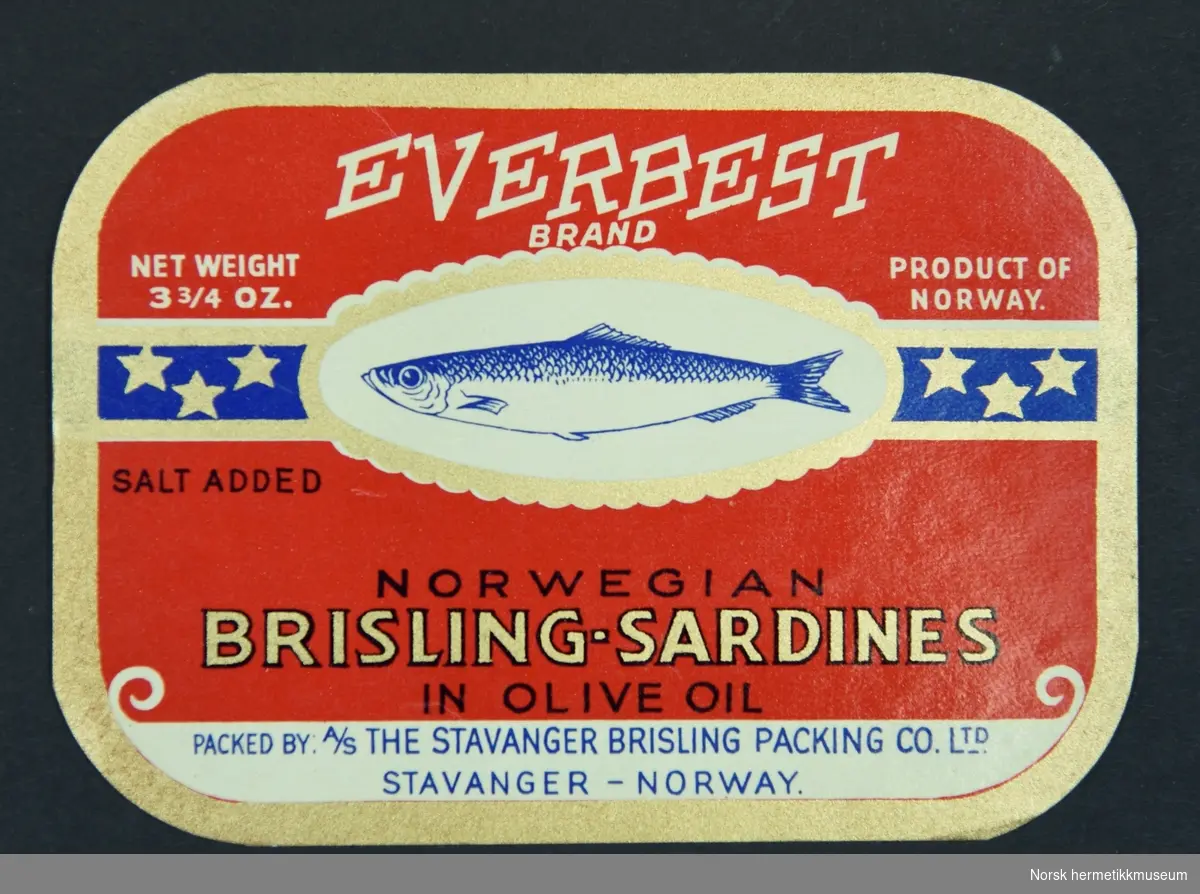 EVERBEST
BRAND
NET WEIGHT
3 3/4 OZ.
PRODUCT OF
NORWAY.
SALT ADDED
NORWEGIAN
BRISLING-SARDINES
IN OLIVE OIL
PACKED BY: A/S THE STAVANGER BRISLING PACKING CO. LTD.
STAVANGER – NORWAY.
Norsk hermetikkmuseum